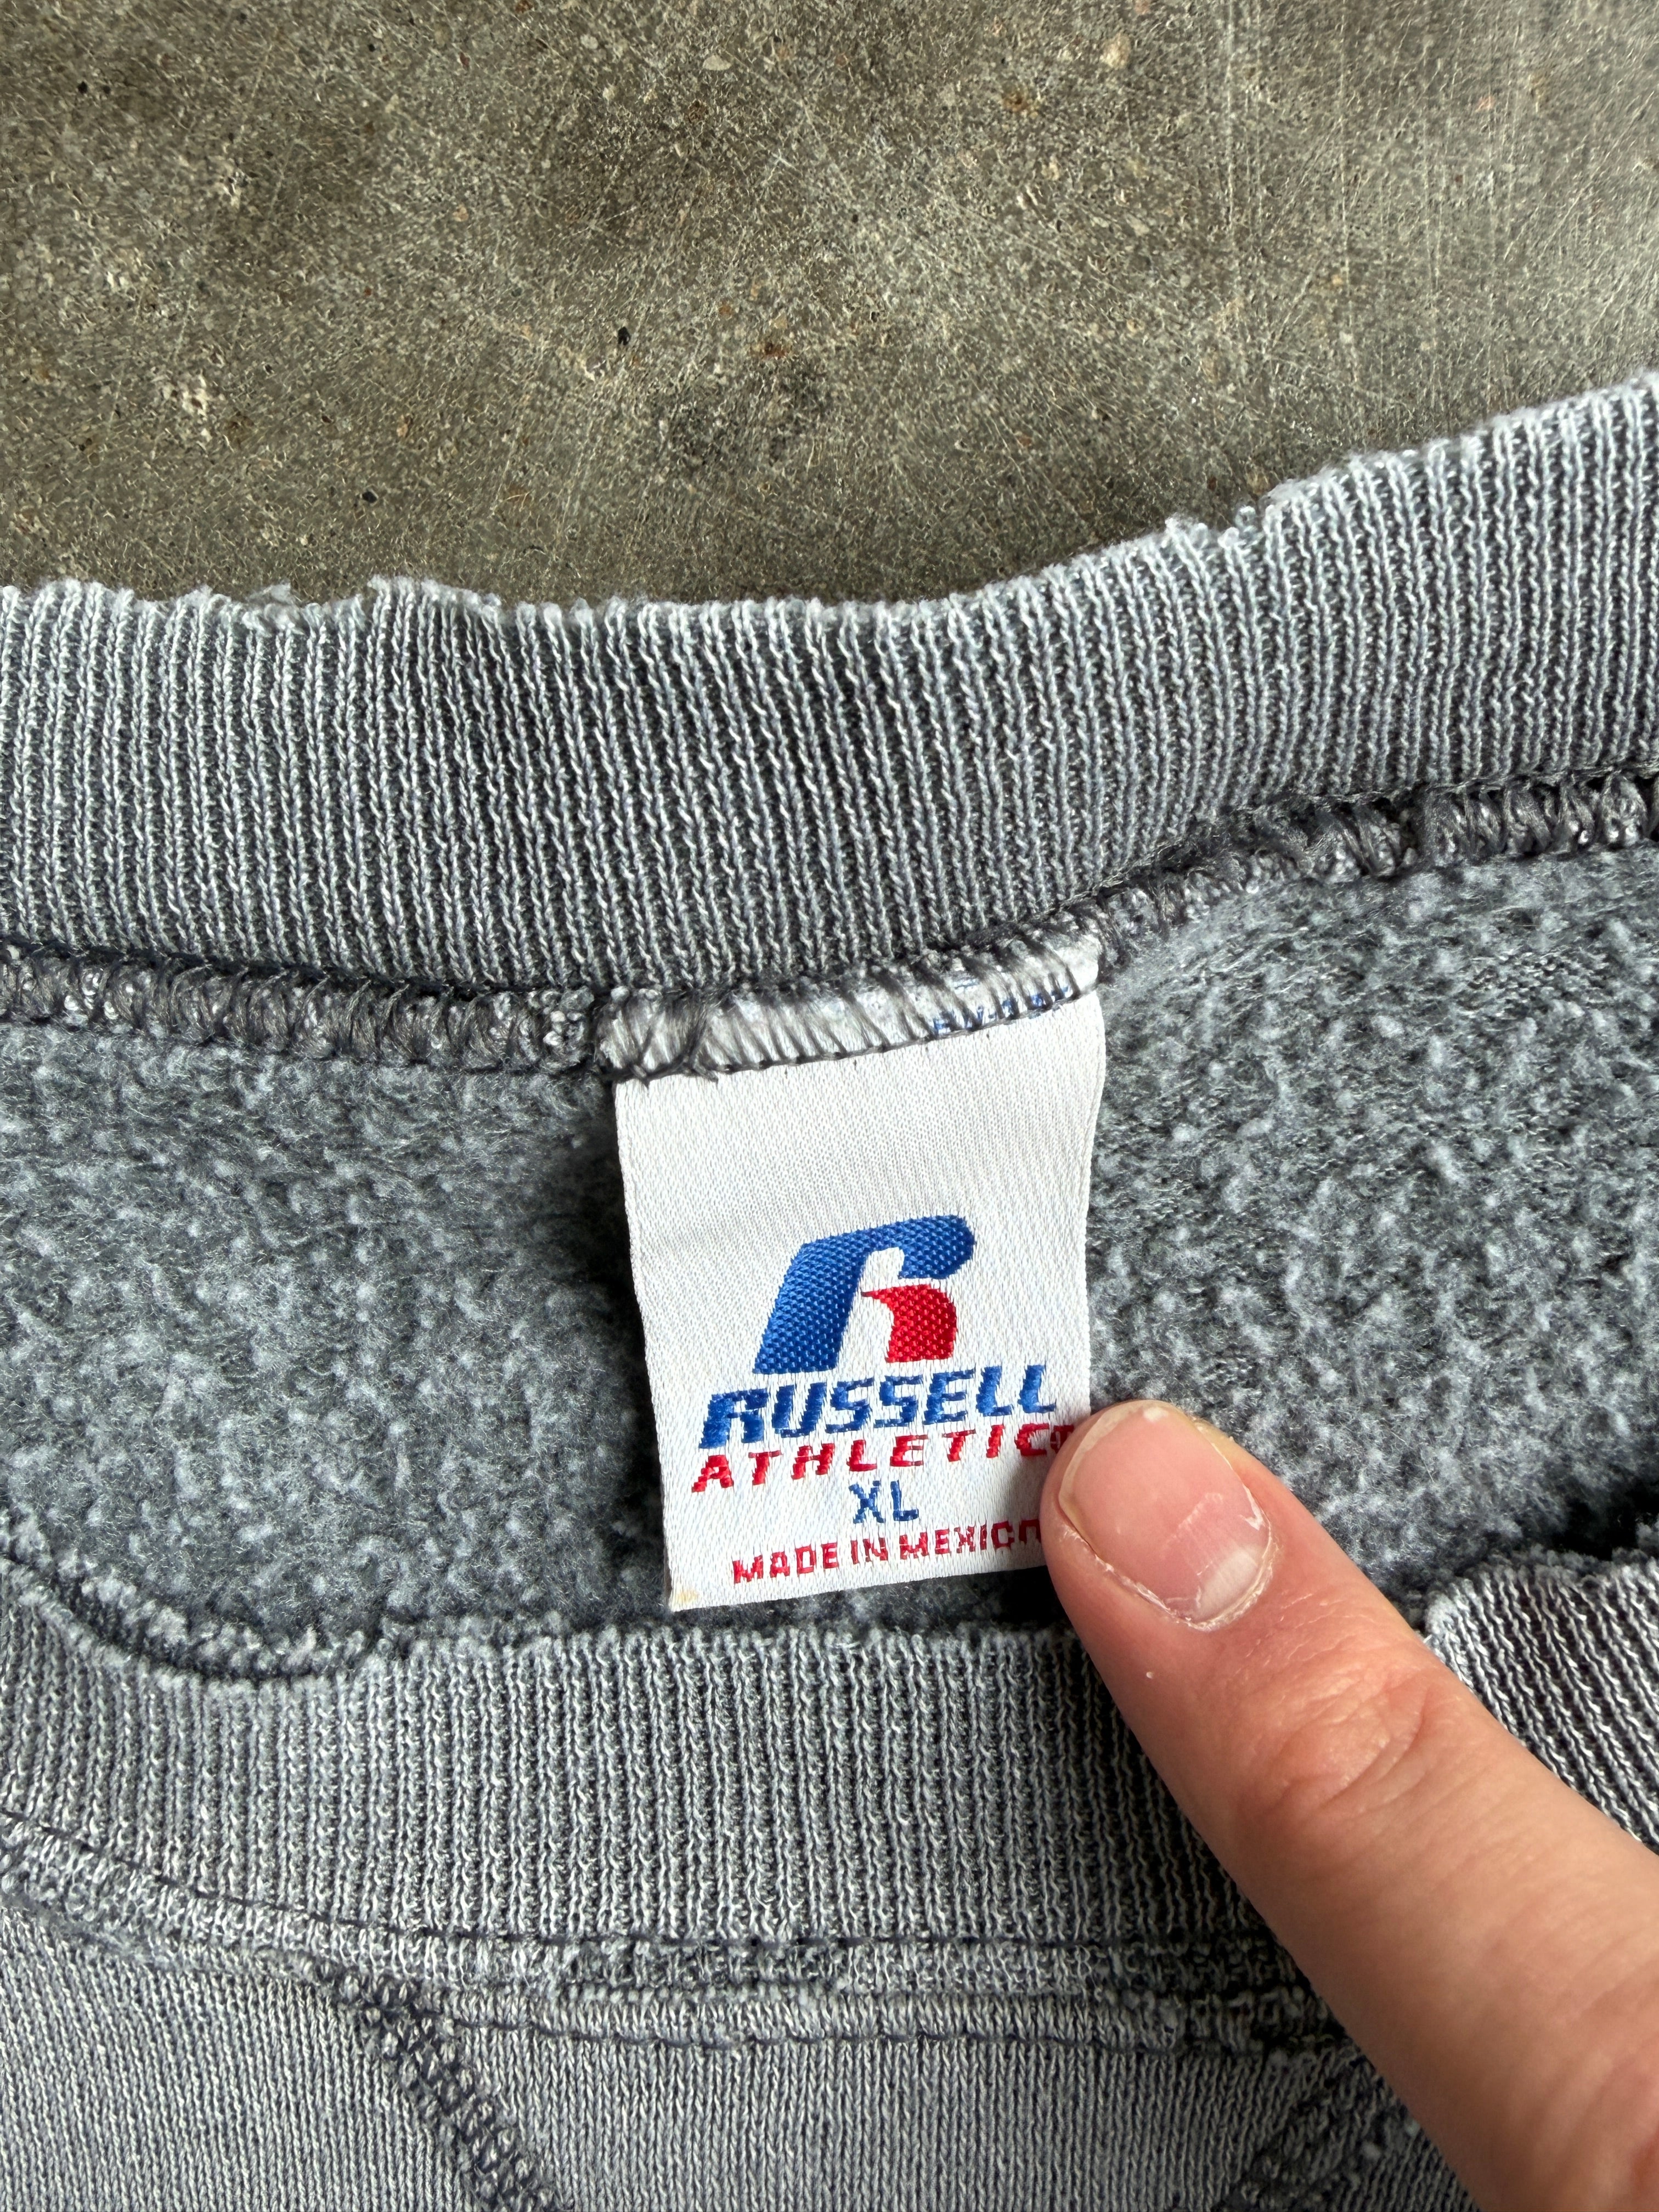 RUSSELL
ATHLETIC
XL
MADE IN MEXICO